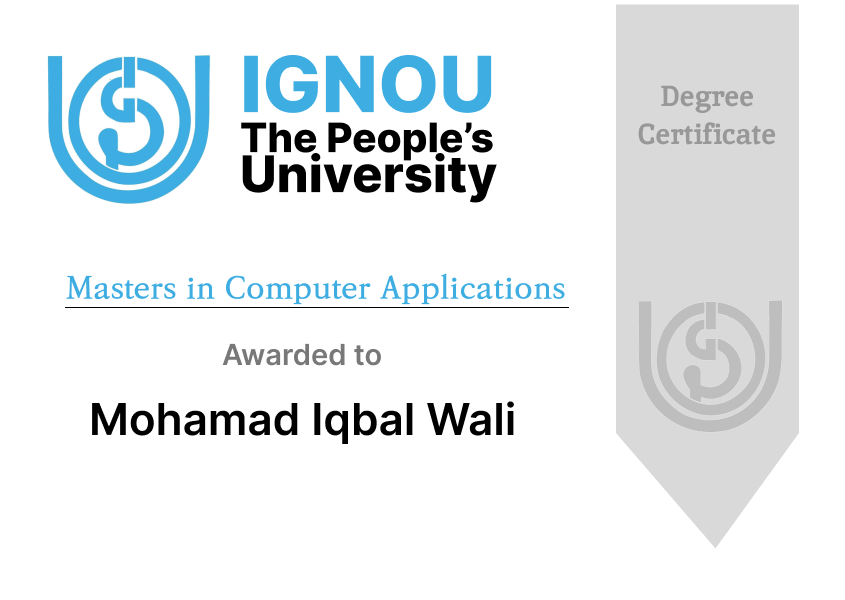 IGNOU
The People's
University
Degree
Certificate
Masters in Computer Applications
Awarded to
Mohamad Iqbal Wali